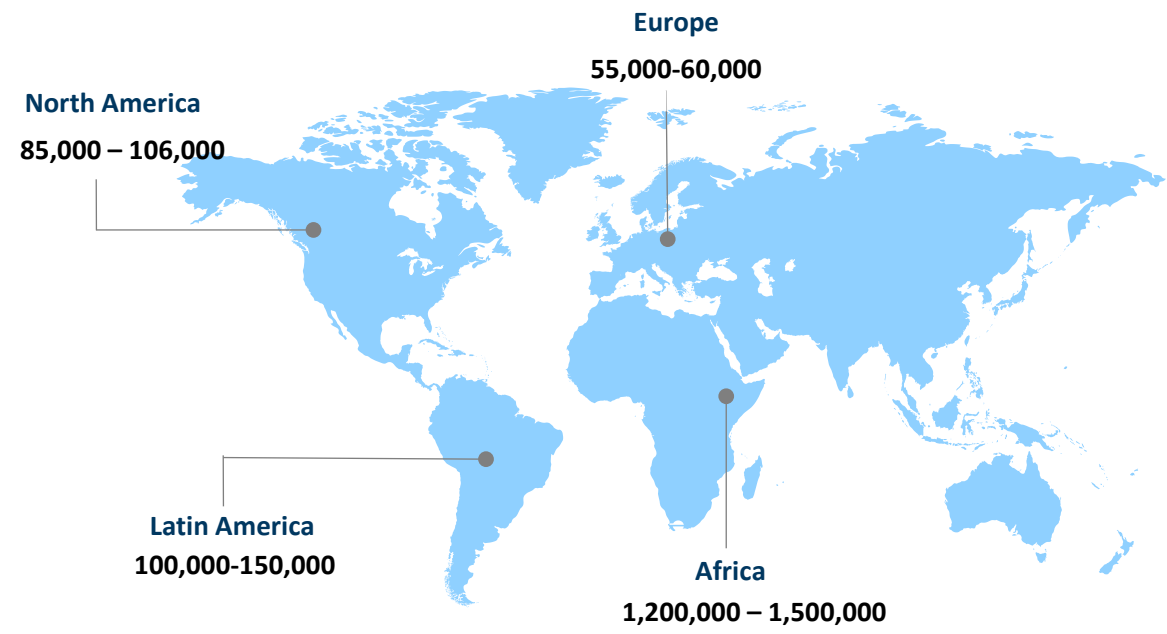 Europe
55,000-60,000
North America
85,000 – 106,000
Latin America
100,000-150,000
Africa
1,200,000 – 1,500,000